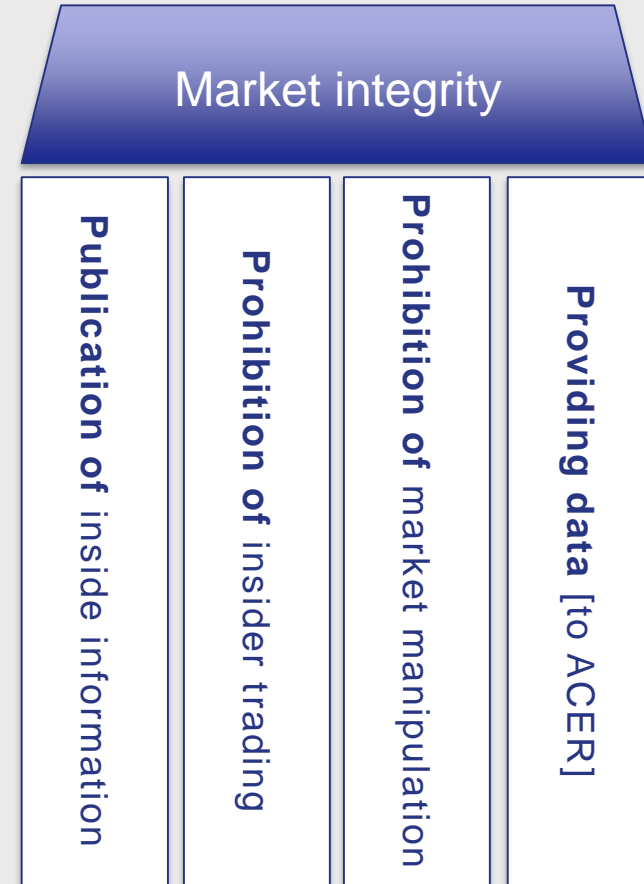 Market integrity
Publication of inside information
Prohibition of insider trading
Prohibition of market manipulation
Providing data [to ACER]